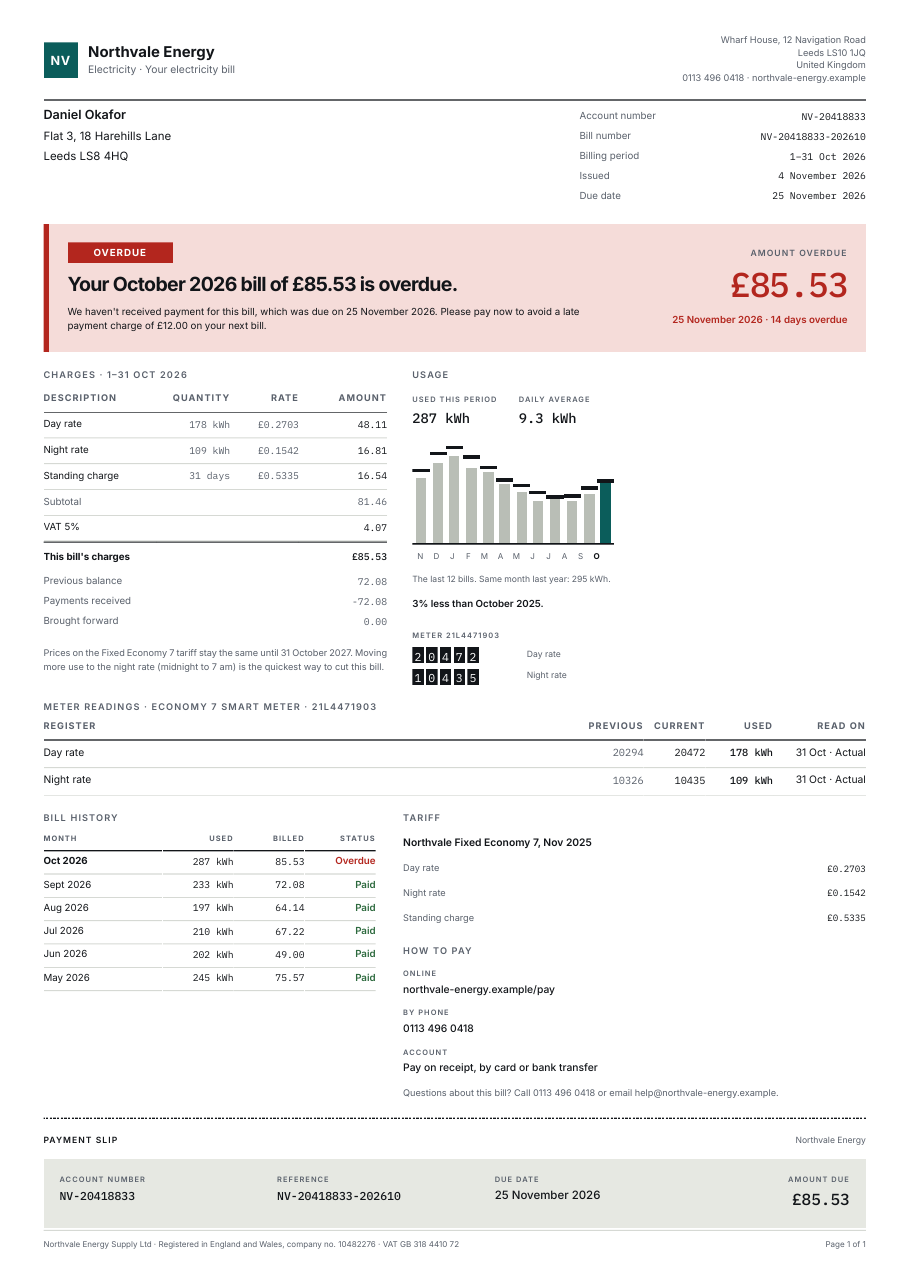 NV
Northvale Energy
Electricity · Your electricity bill
Wharf House, 12 Navigation Road
Leeds LS10 1JQ
United Kingdom
0113 496 0418 · northvale-energy.example
Daniel Okafor
Flat 3, 18 Harehills Lane
Leeds LS8 4HQ
Account number NV-20418833
Bill number NV-20418833-202610
Billing period 1–31 Oct 2026
Issued 4 November 2026
Due date 25 November 2026
OVERDUE
Your October 2026 bill of £85.53 is overdue.
We haven't received payment for this bill, which was due on 25 November 2026. Please pay now to avoid a late
payment charge of £12.00 on your next bill.
AMOUNT OVERDUE
£85.53
25 November 2026 · 14 days overdue
CHARGES · 1–31 OCT 2026
DESCRIPTION QUANTITY RATE AMOUNT
Day rate 178 kWh £0.2703 48.11
Night rate 109 kWh £0.1542 16.81
Standing charge 31 days £0.5335 16.54
Subtotal 81.46
VAT 5% 4.07
This bill's charges £85.53
Previous balance 72.08
Payments received -72.08
Brought forward 0.00
Prices on the Fixed Economy 7 tariff stay the same until 31 October 2027. Moving
more use to the night rate (midnight to 7 am) is the quickest way to cut this bill.
USAGE
USED THIS PERIOD DAILY AVERAGE
287 kWh 9.3 kWh
N D J F M A M J J A S O
The last 12 bills. Same month last year: 295 kWh.
3% less than October 2025.
METER 21L4471903
20472 Day rate
10435 Night rate
METER READINGS · ECONOMY 7 SMART METER · 21L4471903
REGISTER PREVIOUS CURRENT USED READ ON
Day rate 20294 20472 178 kWh 31 Oct · Actual
Night rate 10326 10435 109 kWh 31 Oct · Actual
BILL HISTORY
MONTH USED BILLED STATUS
Oct 2026 287 kWh 85.53 Overdue
Sept 2026 233 kWh 72.08 Paid
Aug 2026 197 kWh 64.14 Paid
Jul 2026 210 kWh 67.22 Paid
Jun 2026 202 kWh 49.00 Paid
May 2026 245 kWh 75.57 Paid
TARIFF
Northvale Fixed Economy 7, Nov 2025
Day rate £0.2703
Night rate £0.1542
Standing charge £0.5335
HOW TO PAY
ONLINE
northvale-energy.example/pay
BY PHONE
0113 496 0418
ACCOUNT
Pay on receipt, by card or bank transfer
Questions about this bill? Call 0113 496 0418 or email help@northvale-energy.example.
PAYMENT SLIP Northvale Energy
ACCOUNT NUMBER REFERENCE DUE DATE AMOUNT DUE
NV-20418833 NV-20418833-202610 25 November 2026 £85.53
Northvale Energy Supply Ltd · Registered in England and Wales, company no. 10482276 · VAT GB 318 4410 72 Page 1 of 1